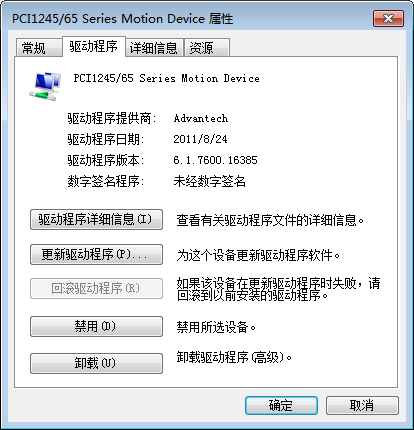 PCI1245/65 Series Motion Device 属性
常规 驱动程序 详细信息 资源
PCI1245/65 Series Motion Device
驱动程序提供商: Advantech
驱动程序日期: 2011/8/24
驱动程序版本: 6.1.7600.16385
数字签名程序: 未经数字签名
驱动程序详细信息(I) 查看有关驱动程序文件的详细信息。
更新驱动程序(P)... 为这个设备更新驱动程序软件。
回滚驱动程序(R) 如果该设备在更新驱动程序时失败，请
回滚到以前安装的驱动程序。
禁用(D) 禁用所选设备。
卸载(U) 卸载驱动程序(高级)。
确定 取消